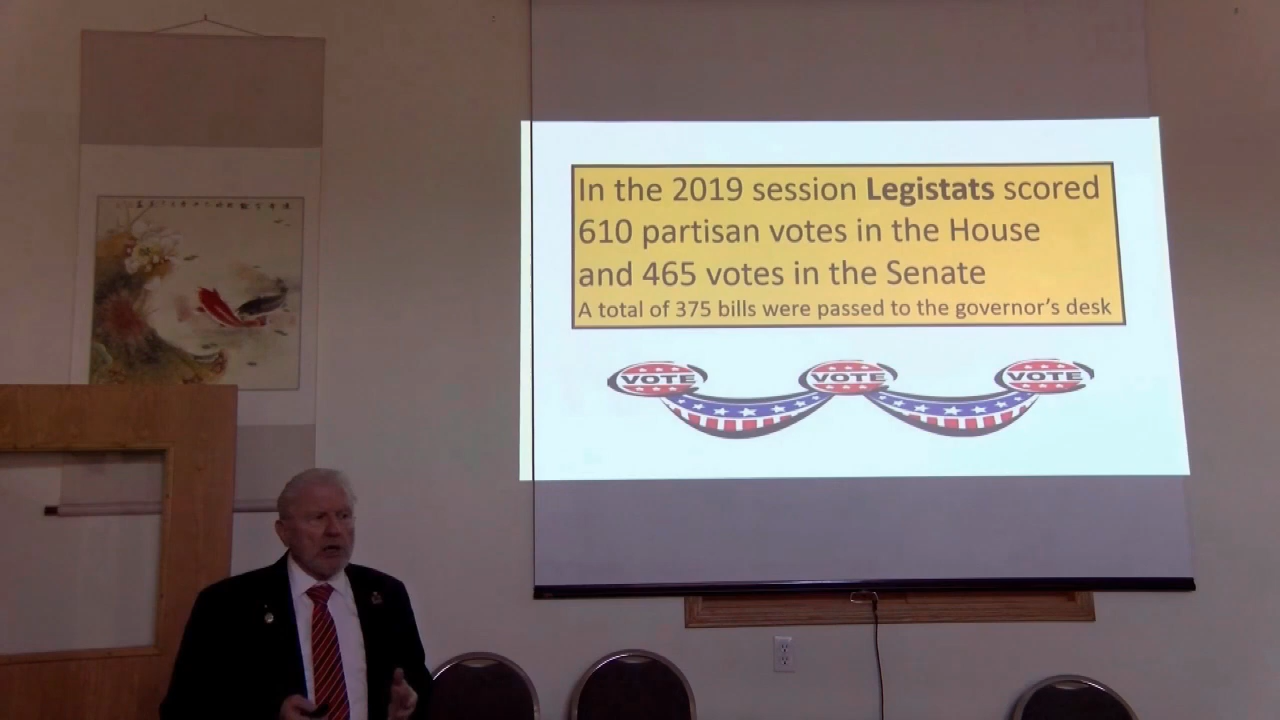 In the 2019 session Legistats scored
610 partisan votes in the House
and 465 votes in the Senate
A total of 375 bills were passed to the governor's desk
VOTE VOTE VOTE